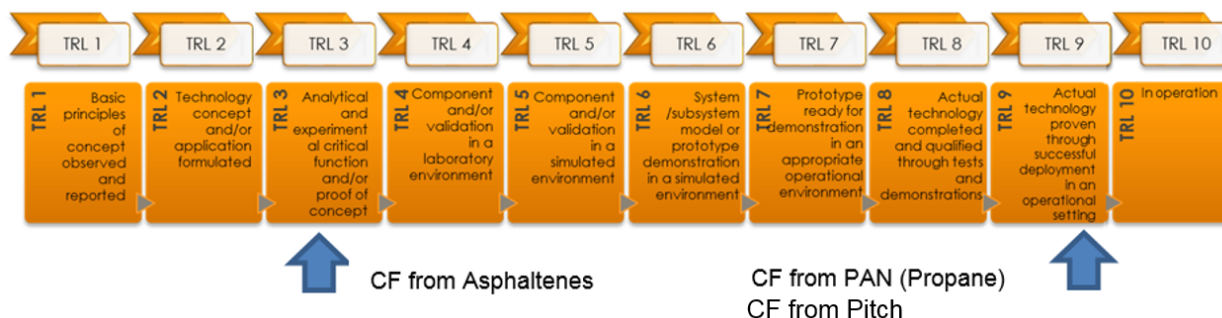 TRL 1
TRL 2
TRL 3
TRL 4
TRL 5
TRL 6
TRL 7
TRL 8
TRL 9
TRL 10
TRL 1
Basic
principles
of
concept
observed
and
reported
TRL 2
Technology
concept
and/or
application
formulated
TRL 3
Analytical
and
experiment
al critical
function
and/or
proof of
concept
TRL 4
Component
and/or
validation
in a
laboratory
environment
TRL 5
Component
and/or
validation
in a
simulated
environment
TRL 6
System
/subsystem
model or
prototype
demonstration
in a simulated
environment
TRL 7
Prototype
ready for
demonstration
in an
appropriate
operational
environment
TRL 8
Actual
technology
completed
and qualified
through tests
and
demonstrations
TRL 9
Actual
technology
proven
through
successful
deployment
in an
operational
setting
TRL 10
In operation
CF from Asphaltenes
CF from PAN (Propane)
CF from Pitch